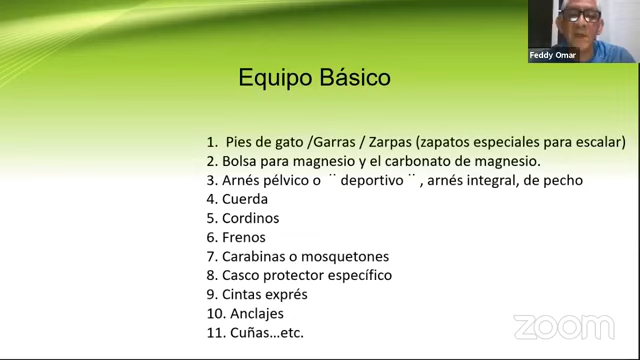 Feddy Omar
Equipo Básico
1. Pies de gato /Garras / Zarpas (zapatos especiales para escalar)
2. Bolsa para magnesio y el carbonato de magnesio.
3. Arnés pélvico o ¨ deportivo ¨ , arnés integral, de pecho
4. Cuerda
5. Cordinos
6. Frenos
7. Carabinas o mosquetones
8. Casco protector específico
9. Cintas exprés
10. Anclajes
11. Cuñas…etc.
zoom